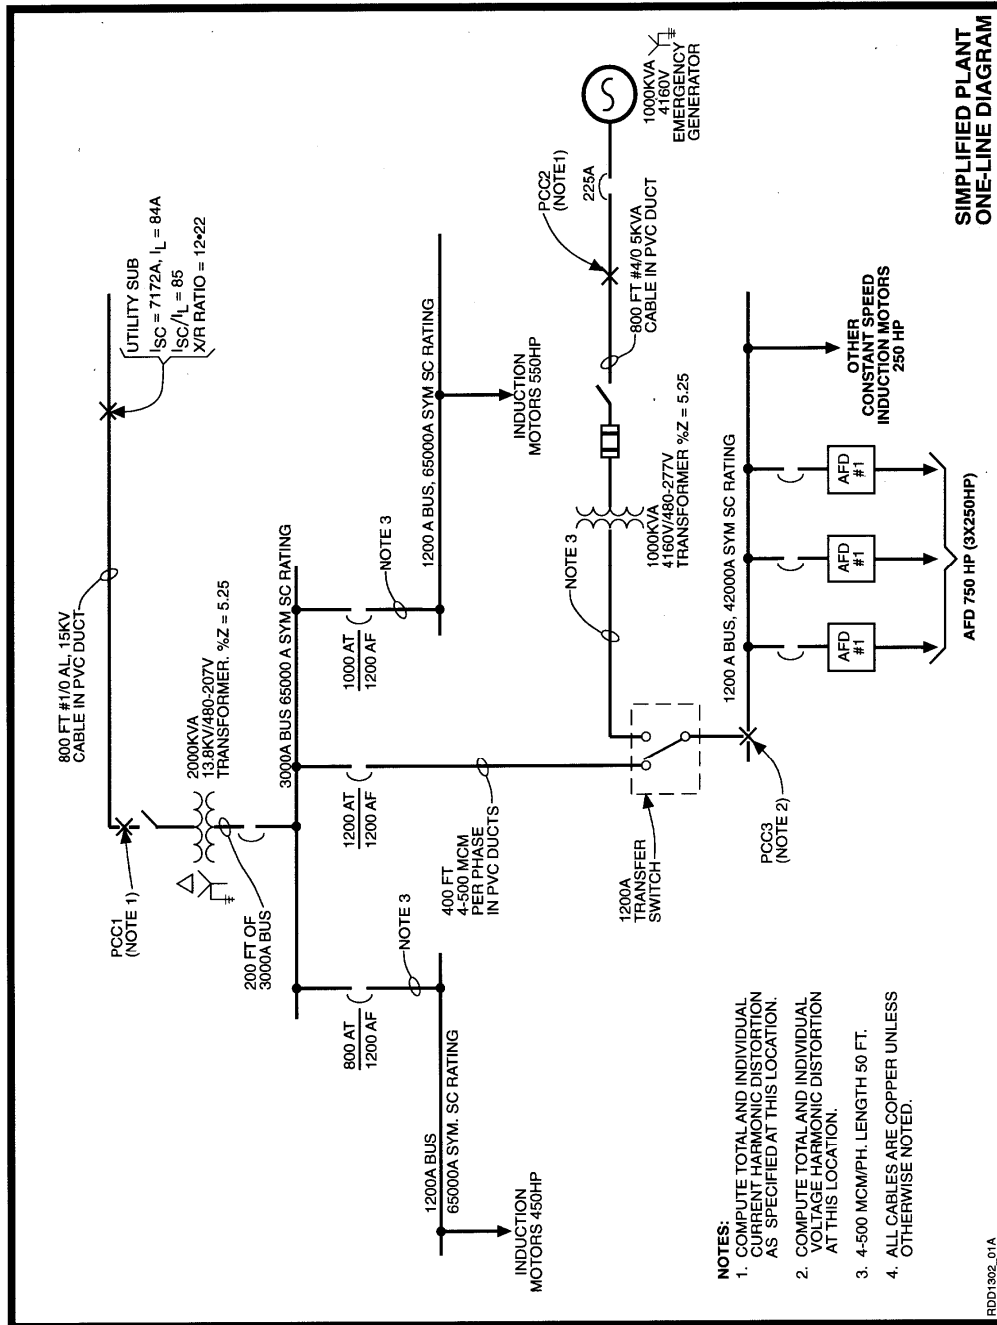 UTILITY SUB
ISC = 7172A, IL = 84A
ISC/IL = 85
X/R RATIO = 12•22
800 FT #1/0 AL, 15KV
CABLE IN PVC DUCT
PCC1
(NOTE 1)
2000KVA
13.8KV/480-207V
TRANSFORMER. %Z = 5.25
200 FT OF
3000A BUS
3000A BUS 65000 A SYM SC RATING
800 AT
1200 AF
NOTE 3
1200A BUS
65000A SYM. SC RATING
INDUCTION
MOTORS 450HP
1200 AT
1200 AF
400 FT
4-500 MCM
PER PHASE
IN PVC DUCTS
1000 AT
1200 AF
NOTE 3
1200 A BUS, 65000A SYM SC RATING
INDUCTION
MOTORS 550HP
1200A
TRANSFER
SWITCH
NOTE 3
1000KVA
4160V/480-277V
TRANSFORMER %Z = 5.25
800 FT #4/0 5KVA
CABLE IN PVC DUCT
PCC2
(NOTE1)
225A
1000KVA
4160V
EMERGENCY
GENERATOR
PCC3
(NOTE 2)
1200 A BUS, 42000A SYM SC RATING
AFD
#1
AFD
#1
AFD
#1
AFD 750 HP (3X250HP)
OTHER
CONSTANT SPEED
INDUCTION MOTORS
250 HP
NOTES:
1. COMPUTE TOTAL AND INDIVIDUAL
CURRENT HARMONIC DISTORTION
AS SPECIFIED AT THIS LOCATION.
2. COMPUTE TOTAL AND INDIVIDUAL
VOLTAGE HARMONIC DISTORTION
AT THIS LOCATION.
3. 4-500 MCM/PH. LENGTH 50 FT.
4. ALL CABLES ARE COPPER UNLESS
OTHERWISE NOTED.
SIMPLIFIED PLANT
ONE-LINE DIAGRAM
RDD1302_01A